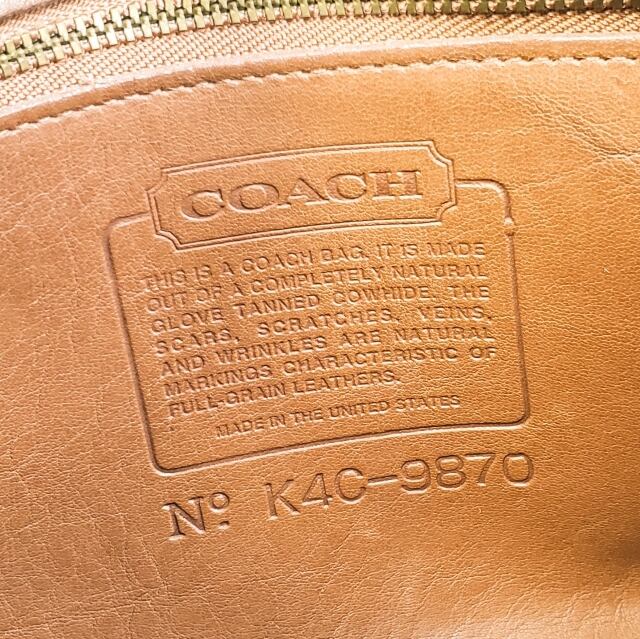 COACH
THIS IS A COACH BAG. IT IS MADE
OUT OF A COMPLETELY NATURAL
GLOVE TANNED COWHIDE. THE
SCARS, SCRATCHES, VEINS,
AND WRINKLES ARE NATURAL
MARKINGS CHARACTERISTIC OF
FULL-GRAIN LEATHERS.
MADE IN THE UNITED STATES
Nº: K4C-9870